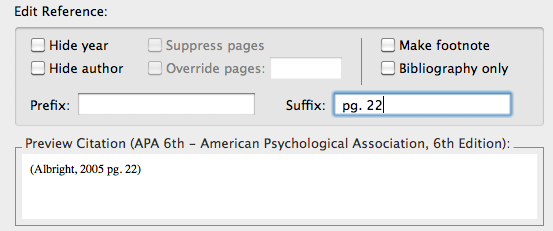 Edit Reference:
Hide year Suppress pages Make footnote
Hide author Override pages: Bibliography only
Prefix: Suffix: pg. 22
Preview Citation (APA 6th – American Psychological Association, 6th Edition):
(Albright, 2005 pg. 22)